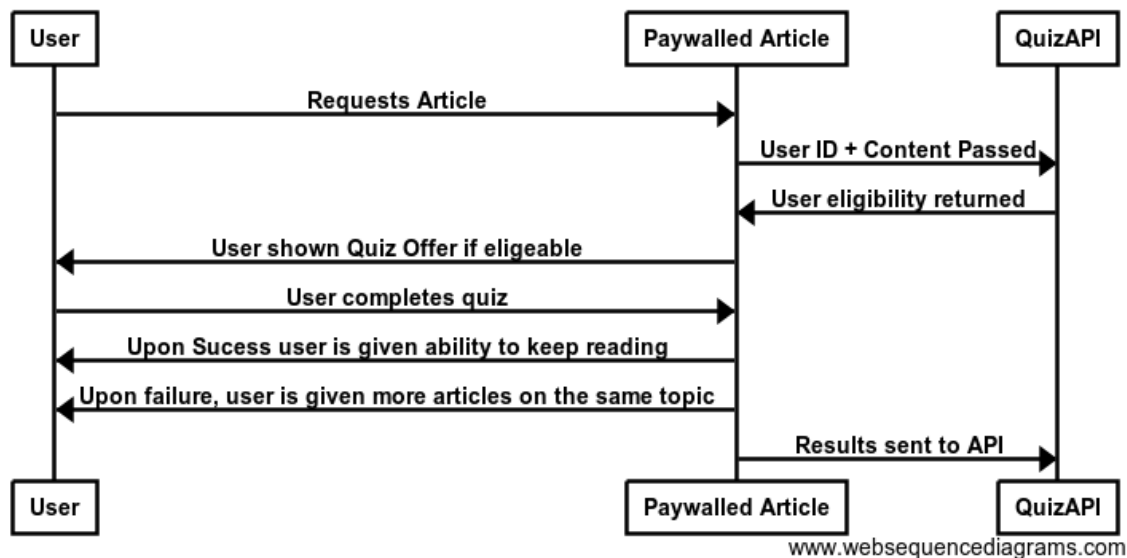 User Paywalled Article QuizAPI
Requests Article
User ID + Content Passed
User eligibility returned
User shown Quiz Offer if eligeable
User completes quiz
Upon Sucess user is given ability to keep reading
Upon failure, user is given more articles on the same topic
Results sent to API
User Paywalled Article QuizAPI
www.websequencediagrams.com